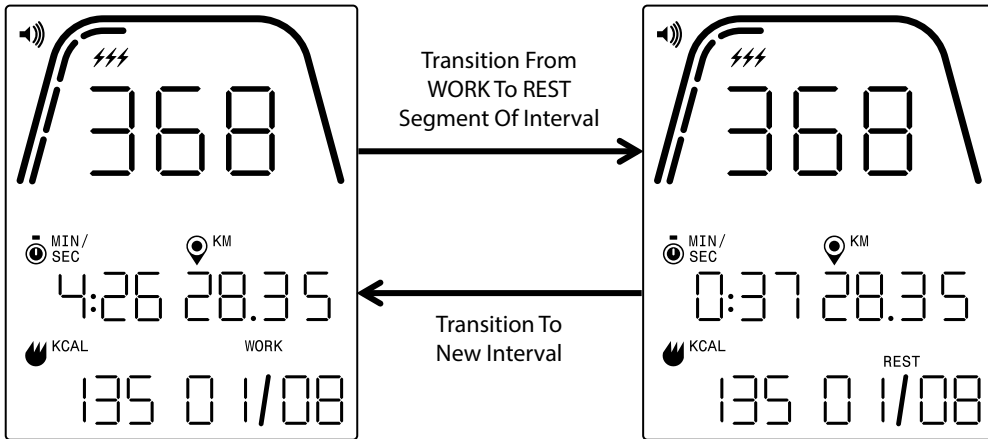 368
MIN/
SEC
KM
4:26 28.35
KCAL
WORK
135 01/08
Transition From
WORK To REST
Segment Of Interval
Transition To
New Interval
368
MIN/
SEC
KM
0:37 28.35
KCAL
REST
135 01/08